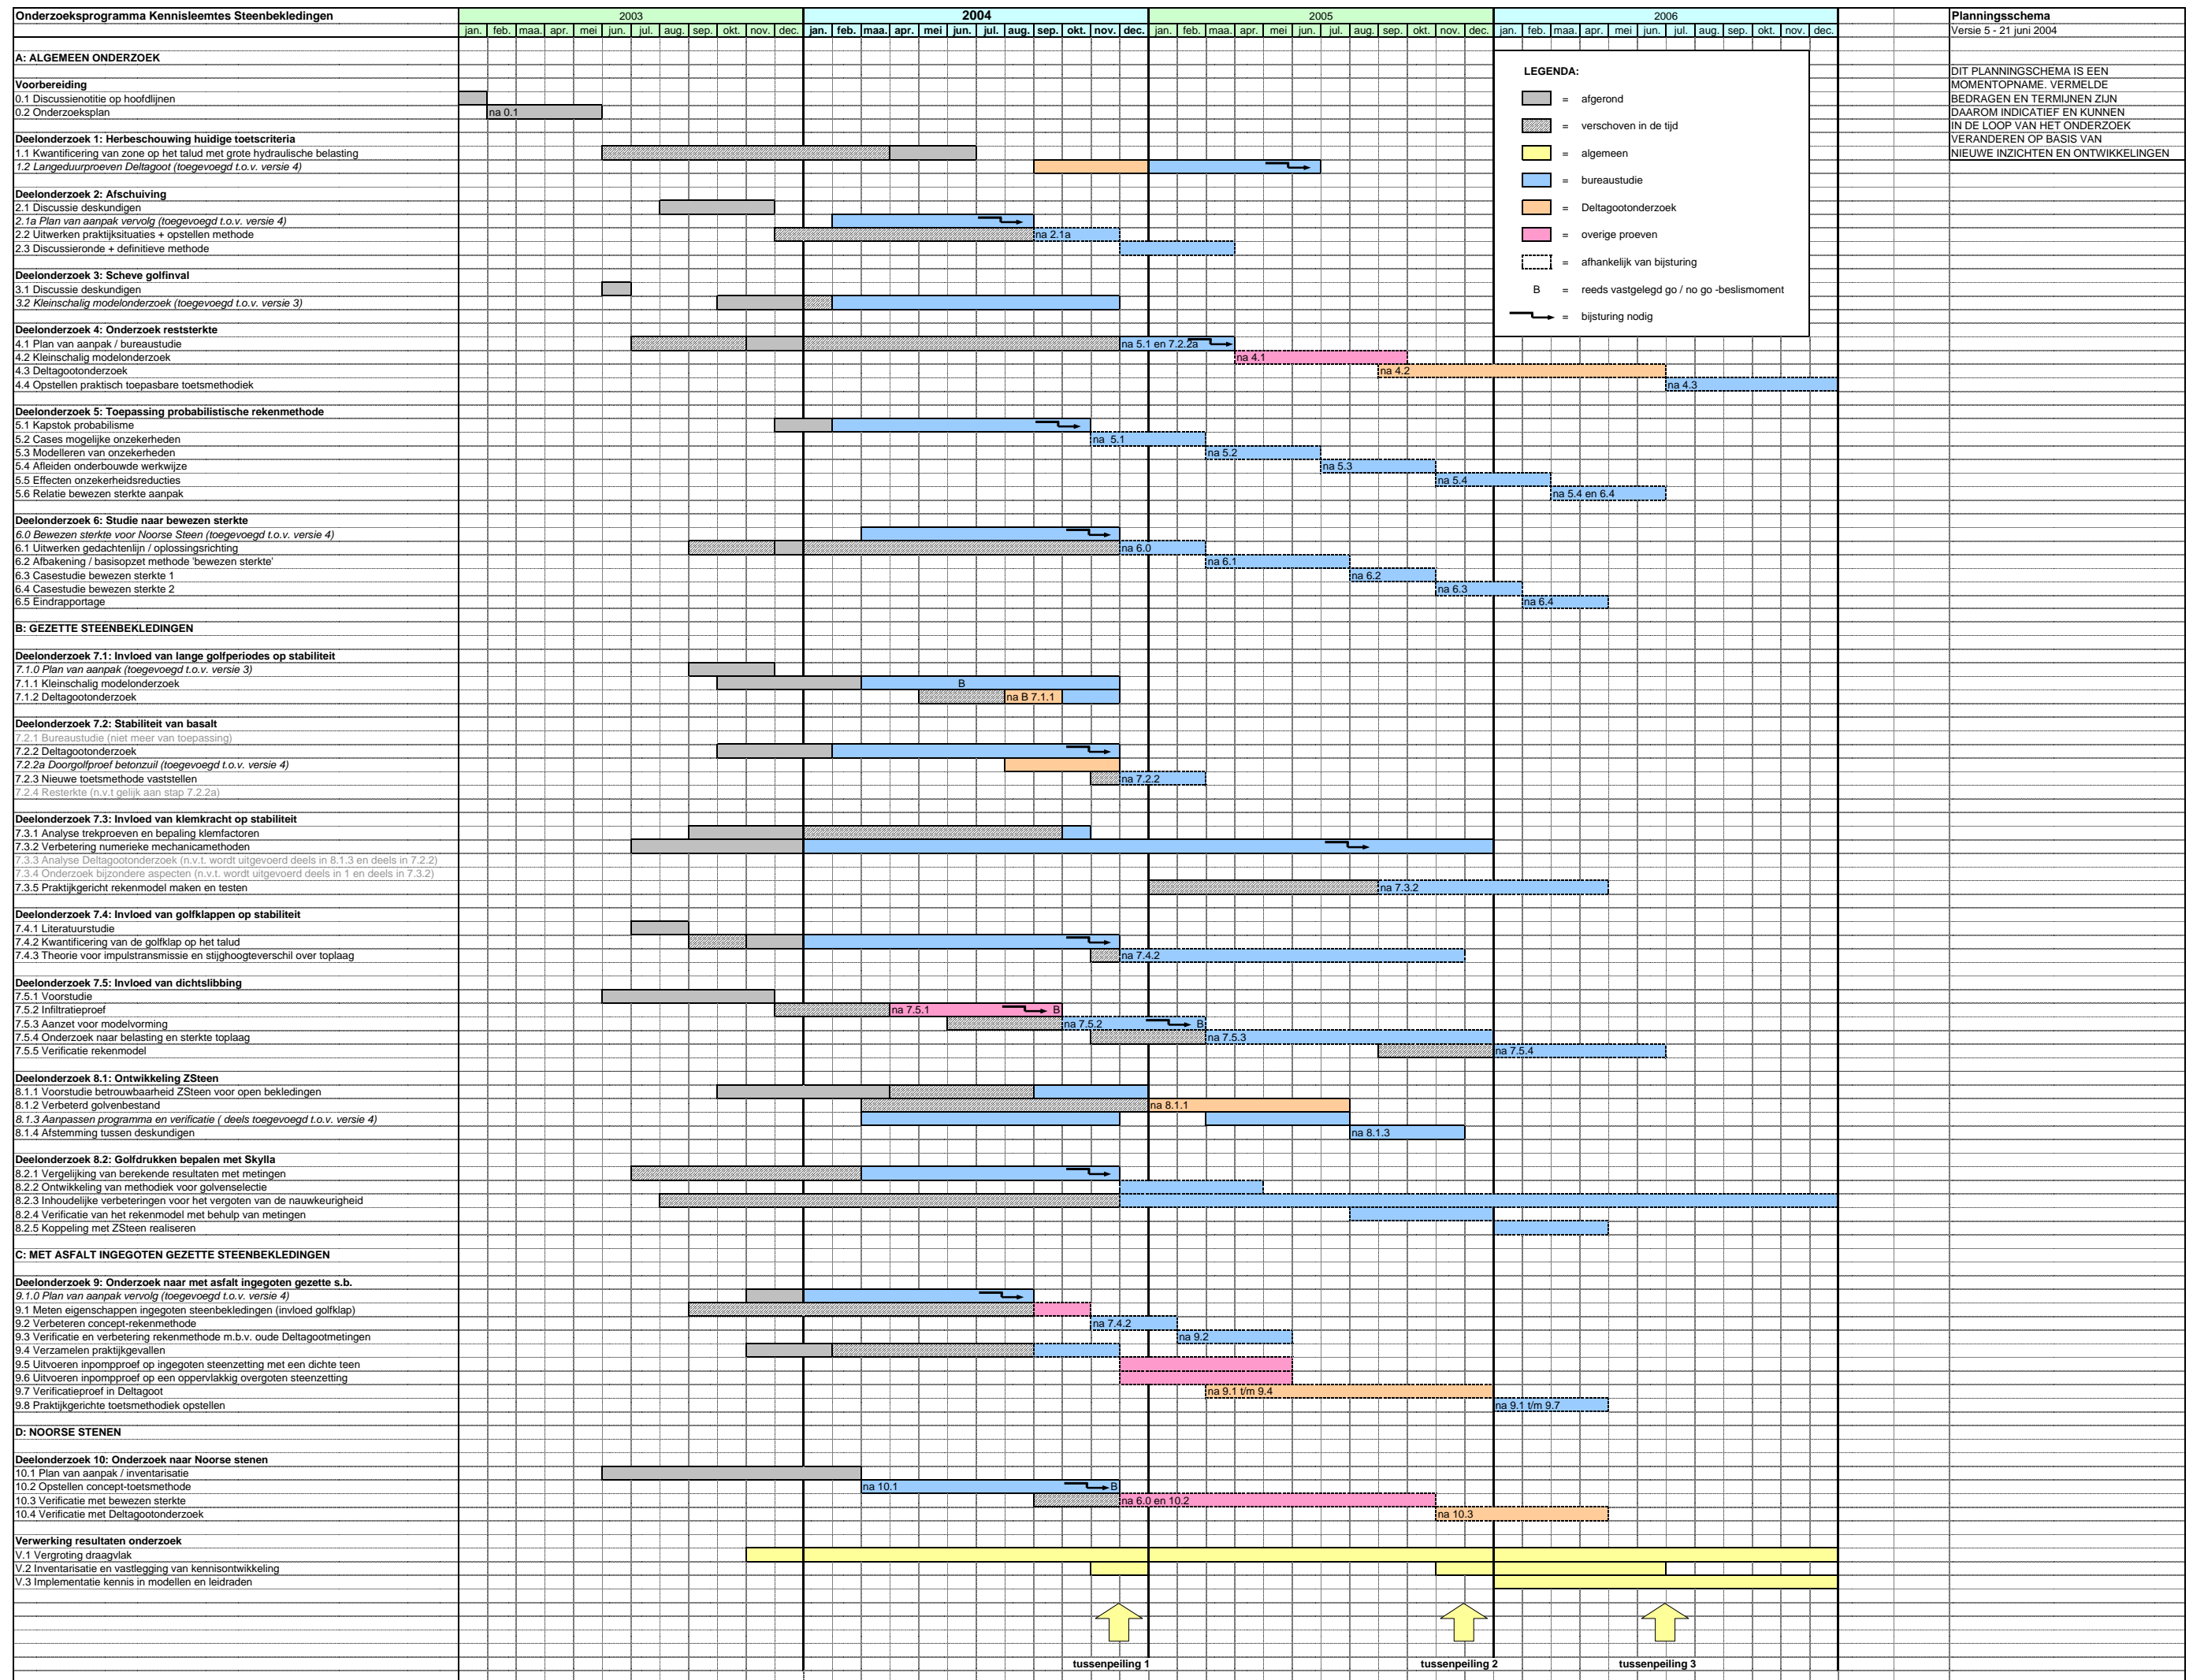 Onderzoeksprogramma Kennisleemtes Steenbekledingen
2003 2004 2005 2006
Planningsschema
jan. feb. maa. apr. mei jun. jul. aug. sep. okt. nov. dec. jan. feb. maa. apr. mei jun. jul. aug. sep. okt. nov. dec. jan. feb. maa. apr. mei jun. jul. aug. sep. okt. nov. dec. jan. feb. maa. apr. mei jun. jul. aug. sep. okt. nov. dec.
Versie 5 - 21 juni 2004
DIT PLANNINGSCHEMA IS EEN
MOMENTOPNAME. VERMELDE
BEDRAGEN EN TERMIJNEN ZIJN
DAAROM INDICATIEF EN KUNNEN
IN DE LOOP VAN HET ONDERZOEK
VERANDEREN OP BASIS VAN
NIEUWE INZICHTEN EN ONTWIKKELINGEN
LEGENDA:
= afgerond
= verschoven in de tijd
= algemeen
= bureaustudie
= Deltagootonderzoek
= overige proeven
= afhankelijk van bijsturing
B = reeds vastgelegd go / no go -beslismoment
= bijsturing nodig
A: ALGEMEEN ONDERZOEK
Voorbereiding
0.1 Discussienotitie op hoofdlijnen
0.2 Onderzoeksplan na 0.1
Deelonderzoek 1: Herbeschouwing huidige toetscriteria
1.1 Kwantificering van zone op het talud met grote hydraulische belasting
1.2 Langeduurproeven Deltagoot (toegevoegd t.o.v. versie 4)
Deelonderzoek 2: Afschuiving
2.1 Discussie deskundigen
2.1a Plan van aanpak vervolg (toegevoegd t.o.v. versie 4)
2.2 Uitwerken praktijksituaties + opstellen methode na 2.1a
2.3 Discussieronde + definitieve methode
Deelonderzoek 3: Scheve golfinval
3.1 Discussie deskundigen
3.2 Kleinschalig modelonderzoek (toegevoegd t.o.v. versie 3)
Deelonderzoek 4: Onderzoek reststerkte
4.1 Plan van aanpak / bureaustudie na 5.1 en 7.2.2a
4.2 Kleinschalig modelonderzoek na 4.1
4.3 Deltagootonderzoek na 4.2
4.4 Opstellen praktisch toepasbare toetsmethodiek na 4.3
Deelonderzoek 5: Toepassing probabilistische rekenmethode
5.1 Kapstok probabilisme
5.2 Cases mogelijke onzekerheden na 5.1
5.3 Modelleren van onzekerheden na 5.2
5.4 Afleiden onderbouwde werkwijze na 5.3
5.5 Effecten onzekerheidsreducties na 5.4
5.6 Relatie bewezen sterkte aanpak na 5.4 en 6.4
Deelonderzoek 6: Studie naar bewezen sterkte
6.0 Bewezen sterkte voor Noorse Steen (toegevoegd t.o.v. versie 4)
6.1 Uitwerken gedachtenlijn / oplossingsrichting na 6.0
6.2 Afbakening / basisopzet methode 'bewezen sterkte' na 6.1
6.3 Casestudie bewezen sterkte 1 na 6.2
6.4 Casestudie bewezen sterkte 2 na 6.3
6.5 Eindrapportage na 6.4
B: GEZETTE STEENBEKLEDINGEN
Deelonderzoek 7.1: Invloed van lange golfperiodes op stabiliteit
7.1.0 Plan van aanpak (toegevoegd t.o.v. versie 3)
7.1.1 Kleinschalig modelonderzoek B
7.1.2 Deltagootonderzoek na B 7.1.1
Deelonderzoek 7.2: Stabiliteit van basalt
7.2.1 Bureaustudie (niet meer van toepassing)
7.2.2 Deltagootonderzoek
7.2.2a Doorgolfproef betonzuil (toegevoegd t.o.v. versie 4)
7.2.3 Nieuwe toetsmethode vaststellen na 7.2.2
7.2.4 Resterkte (n.v.t gelijk aan stap 7.2.2a)
Deelonderzoek 7.3: Invloed van klemkracht op stabiliteit
7.3.1 Analyse trekproeven en bepaling klemfactoren
7.3.2 Verbetering numerieke mechanicamethoden
7.3.3 Analyse Deltagootonderzoek (n.v.t. wordt uitgevoerd deels in 8.1.3 en deels in 7.2.2)
7.3.4 Onderzoek bijzondere aspecten (n.v.t. wordt uitgevoerd deels in 1 en deels in 7.3.2)
7.3.5 Praktijkgericht rekenmodel maken en testen na 7.3.2
Deelonderzoek 7.4: Invloed van golfklappen op stabiliteit
7.4.1 Literatuurstudie
7.4.2 Kwantificering van de golfklap op het talud
7.4.3 Theorie voor impulstransmissie en stijghoogteverschil over toplaag na 7.4.2
Deelonderzoek 7.5: Invloed van dichtslibbing
7.5.1 Voorstudie
7.5.2 Infiltratieproef na 7.5.1 B
7.5.3 Aanzet voor modelvorming na 7.5.2 B
7.5.4 Onderzoek naar belasting en sterkte toplaag na 7.5.3
7.5.5 Verificatie rekenmodel na 7.5.4
Deelonderzoek 8.1: Ontwikkeling ZSteen
8.1.1 Voorstudie betrouwbaarheid ZSteen voor open bekledingen
8.1.2 Verbeterd golvenbestand na 8.1.1
8.1.3 Aanpassen programma en verificatie ( deels toegevoegd t.o.v. versie 4)
8.1.4 Afstemming tussen deskundigen na 8.1.3
Deelonderzoek 8.2: Golfdrukken bepalen met Skylla
8.2.1 Vergelijking van berekende resultaten met metingen
8.2.2 Ontwikkeling van methodiek voor golvenselectie
8.2.3 Inhoudelijke verbeteringen voor het vergoten van de nauwkeurigheid
8.2.4 Verificatie van het rekenmodel met behulp van metingen
8.2.5 Koppeling met ZSteen realiseren
C: MET ASFALT INGEGOTEN GEZETTE STEENBEKLEDINGEN
Deelonderzoek 9: Onderzoek naar met asfalt ingegoten gezette s.b.
9.1.0 Plan van aanpak vervolg (toegevoegd t.o.v. versie 4)
9.1 Meten eigenschappen ingegoten steenbekledingen (invloed golfklap)
9.2 Verbeteren concept-rekenmethode na 7.4.2
9.3 Verificatie en verbetering rekenmethode m.b.v. oude Deltagootmetingen na 9.2
9.4 Verzamelen praktijkgevallen
9.5 Uitvoeren inpompproef op ingegoten steenzetting met een dichte teen
9.6 Uitvoeren inpompproef op een oppervlakkig overgoten steenzetting
9.7 Verificatieproef in Deltagoot na 9.1 t/m 9.4
9.8 Praktijkgerichte toetsmethodiek opstellen na 9.1 t/m 9.7
D: NOORSE STENEN
Deelonderzoek 10: Onderzoek naar Noorse stenen
10.1 Plan van aanpak / inventarisatie
10.2 Opstellen concept-toetsmethode na 10.1 B
10.3 Verificatie met bewezen sterkte na 6.0 en 10.2
10.4 Verificatie met Deltagootonderzoek na 10.3
Verwerking resultaten onderzoek
V.1 Vergroting draagvlak
V.2 Inventarisatie en vastlegging van kennisontwikkeling
V.3 Implementatie kennis in modellen en leidraden
tussenpeiling 1 tussenpeiling 2 tussenpeiling 3